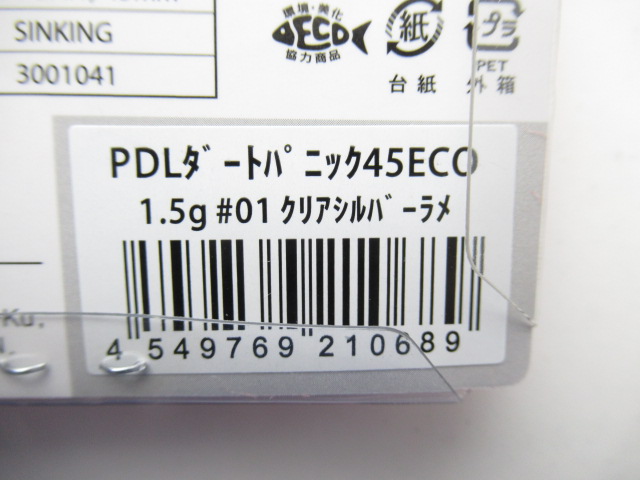 SINKING
3001041
環境・美化
ECO
協力商品
紙
台紙
プラ
PET
外箱
PDLﾀﾞｰﾄﾊﾟﾆｯｸ45ECO
1.5g #01 ｸﾘｱｼﾙﾊﾞｰﾗﾒ
Ku.
4 549769 210689